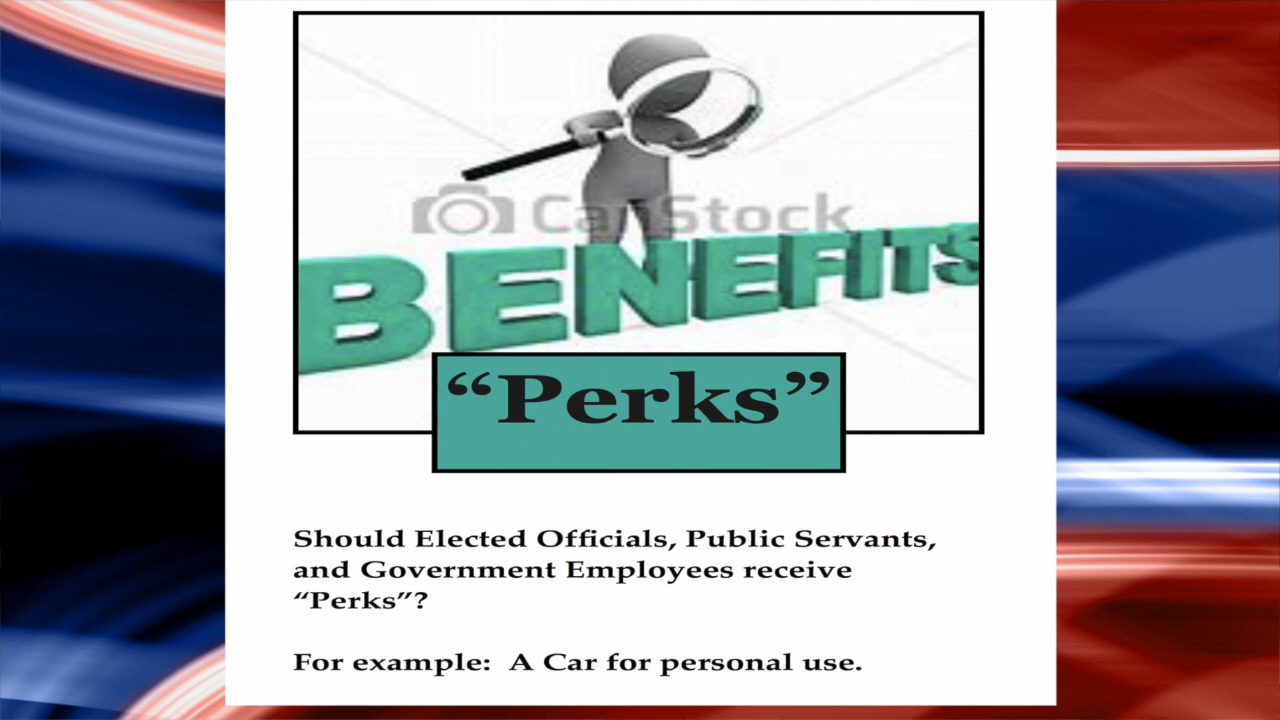 CanStock
BENEFITS
“Perks”
Should Elected Officials, Public Servants,
and Government Employees receive
“Perks”?
For example:  A Car for personal use.